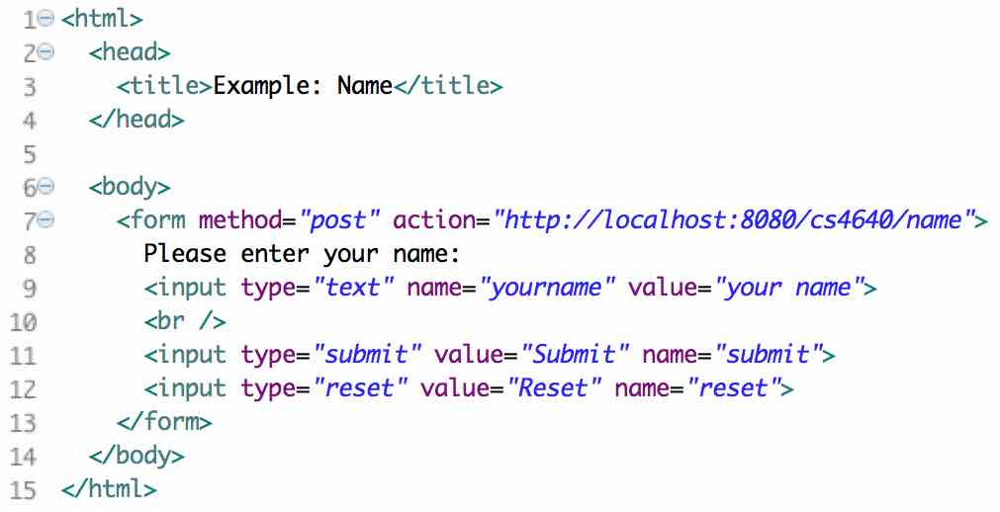 1 <html>
2 <head>
3 <title>Example: Name</title>
4 </head>
5
6 <body>
7 <form method="post" action="http://localhost:8080/cs4640/name">
8 Please enter your name:
9 <input type="text" name="yourname" value="your name">
10 <br />
11 <input type="submit" value="Submit" name="submit">
12 <input type="reset" value="Reset" name="reset">
13 </form>
14 </body>
15 </html>